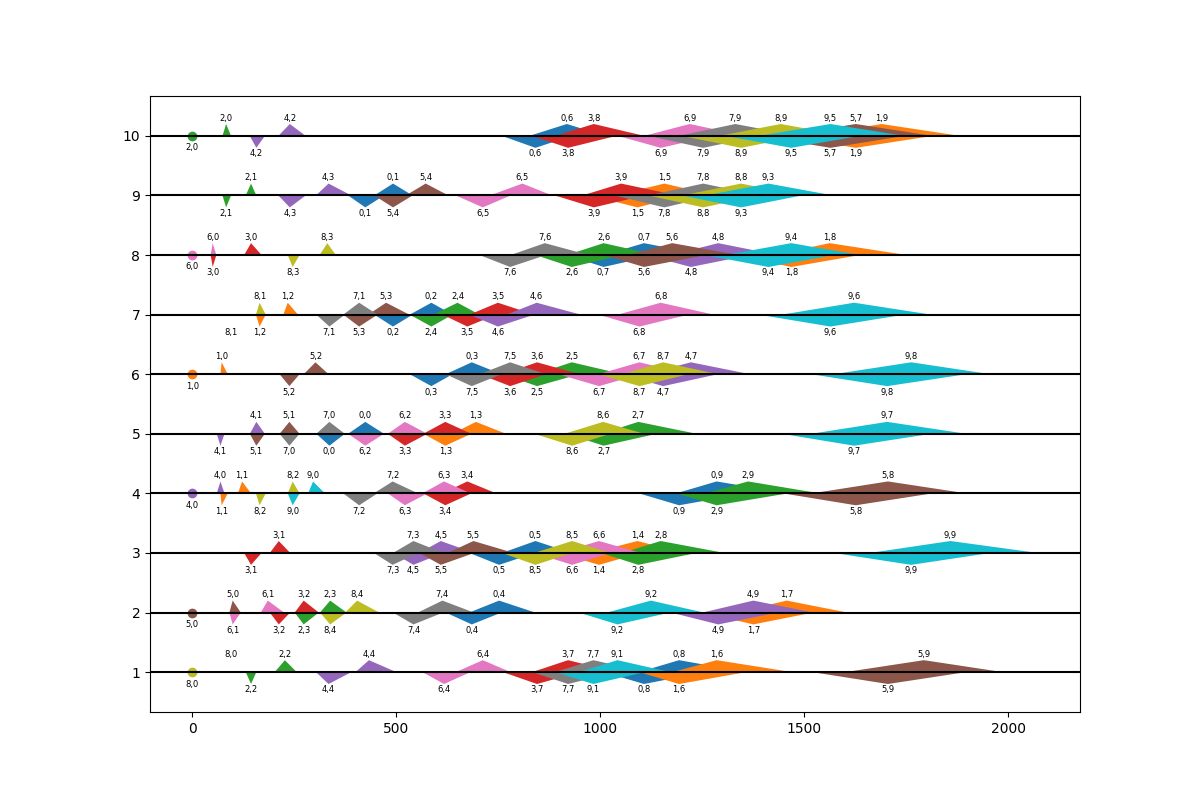 2,0 4,2 0,6 3,8 6,9 7,9 8,9 9,5 5,7 1,9
10
2,0 4,2 0,6 3,8 6,9 7,9 8,9 9,5 5,7 1,9
2,1 4,3 0,1 5,4 6,5 3,9 1,5 7,8 8,8 9,3
9
2,1 4,3 0,1 5,4 6,5 3,9 1,5 7,8 8,8 9,3
6,0 3,0 8,3 7,6 2,6 0,7 5,6 4,8 9,4 1,8
8
6,0 3,0 8,3 7,6 2,6 0,7 5,6 4,8 9,4 1,8
8,1 1,2 7,1 5,3 0,2 2,4 3,5 4,6 6,8 9,6
7
8,1 1,2 7,1 5,3 0,2 2,4 3,5 4,6 6,8 9,6
1,0 5,2 0,3 7,5 3,6 2,5 6,7 8,7 4,7 9,8
6
1,0 5,2 0,3 7,5 3,6 2,5 6,7 8,7 4,7 9,8
4,1 5,1 7,0 0,0 6,2 3,3 1,3 8,6 2,7 9,7
5
4,1 5,1 7,0 0,0 6,2 3,3 1,3 8,6 2,7 9,7
4,0 1,1 8,2 9,0 7,2 6,3 3,4 0,9 2,9 5,8
4
4,0 1,1 8,2 9,0 7,2 6,3 3,4 0,9 2,9 5,8
3,1 7,3 4,5 5,5 0,5 8,5 6,6 1,4 2,8 9,9
3
3,1 7,3 4,5 5,5 0,5 8,5 6,6 1,4 2,8 9,9
5,0 6,1 3,2 2,3 8,4 7,4 0,4 9,2 4,9 1,7
2
5,0 6,1 3,2 2,3 8,4 7,4 0,4 9,2 4,9 1,7
8,0 2,2 4,4 6,4 3,7 7,7 9,1 0,8 1,6 5,9
1
8,0 2,2 4,4 6,4 3,7 7,7 9,1 0,8 1,6 5,9
0 500 1000 1500 2000